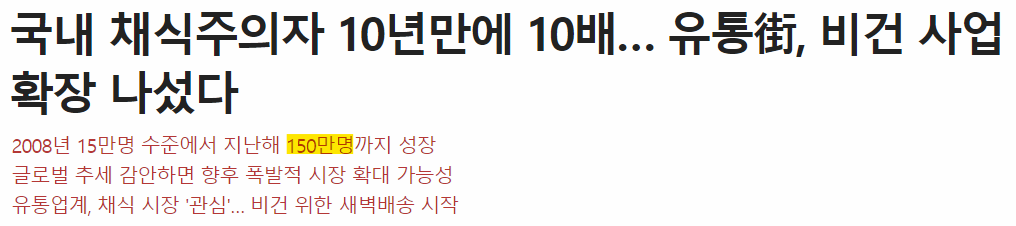 국내 채식주의자 10년만에 10배... 유통街, 비건 사업
확장 나섰다
2008년 15만명 수준에서 지난해 150만명까지 성장
글로벌 추세 감안하면 향후 폭발적 시장 확대 가능성
유통업계, 채식 시장 '관심'... 비건 위한 새벽배송 시작